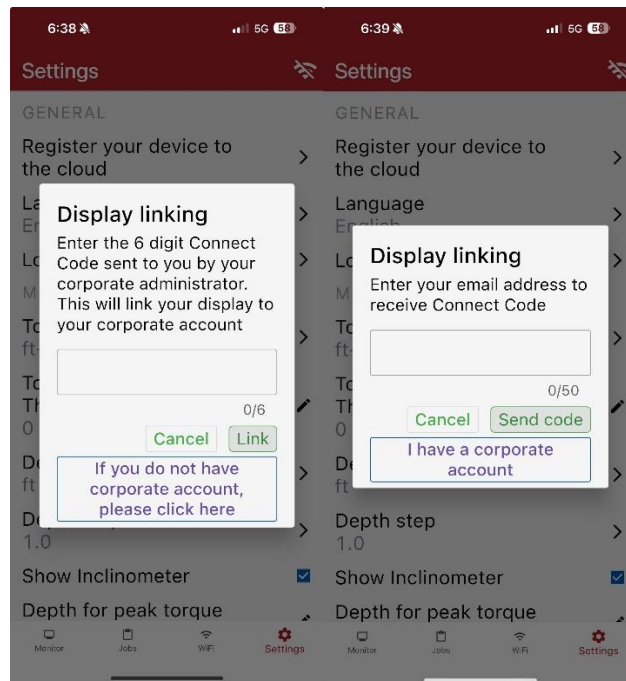 6:38
5G 58
Settings
GENERAL
Register your device to
the cloud
Display linking
Enter the 6 digit Connect
Code sent to you by your
corporate administrator.
This will link your display to
your corporate account
0/6
Cancel Link
If you do not have
corporate account,
please click here
1.0
Show Inclinometer
Depth for peak torque
Monitor Jobs WiFi Settings
6:39
5G 58
Settings
GENERAL
Register your device to
the cloud
Language
English
Display linking
Enter your email address to
receive Connect Code
0/50
Cancel Send code
I have a corporate
account
Depth step
1.0
Show Inclinometer
Depth for peak torque
Monitor Jobs WiFi Settings